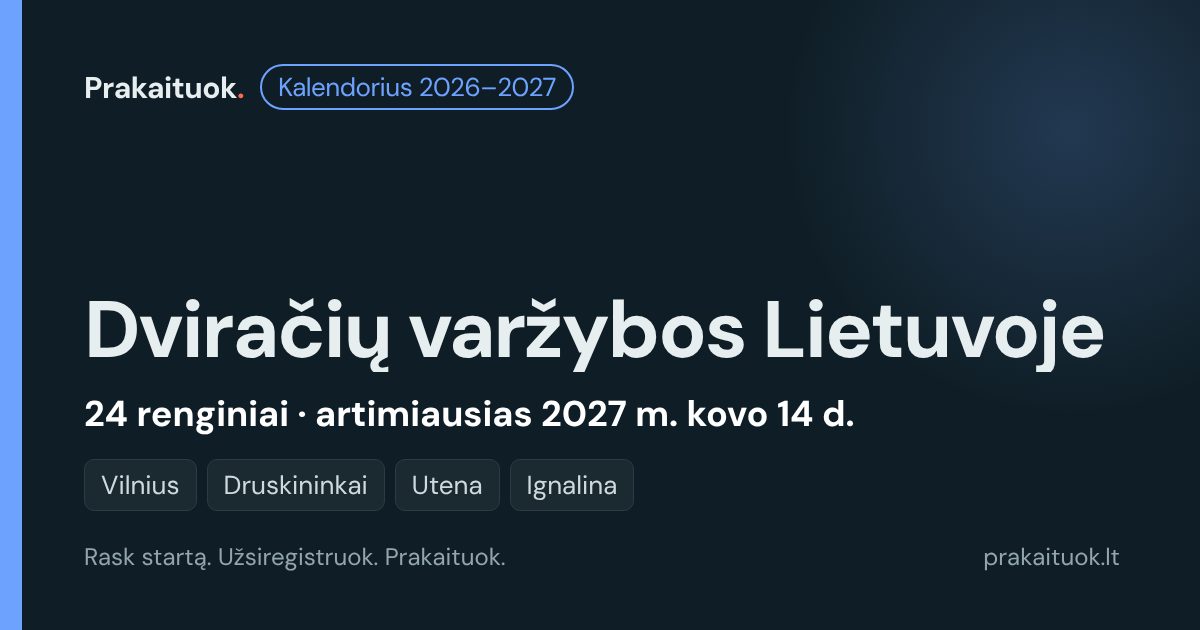 Prakaituok. Kalendorius 2026–2027
Dviračių varžybos Lietuvoje
24 renginiai · artimiausias 2027 m. kovo 14 d.
Vilnius Druskininkai Utena Ignalina
Rask startą. Užsiregistruok. Prakaituok. prakaituok.lt